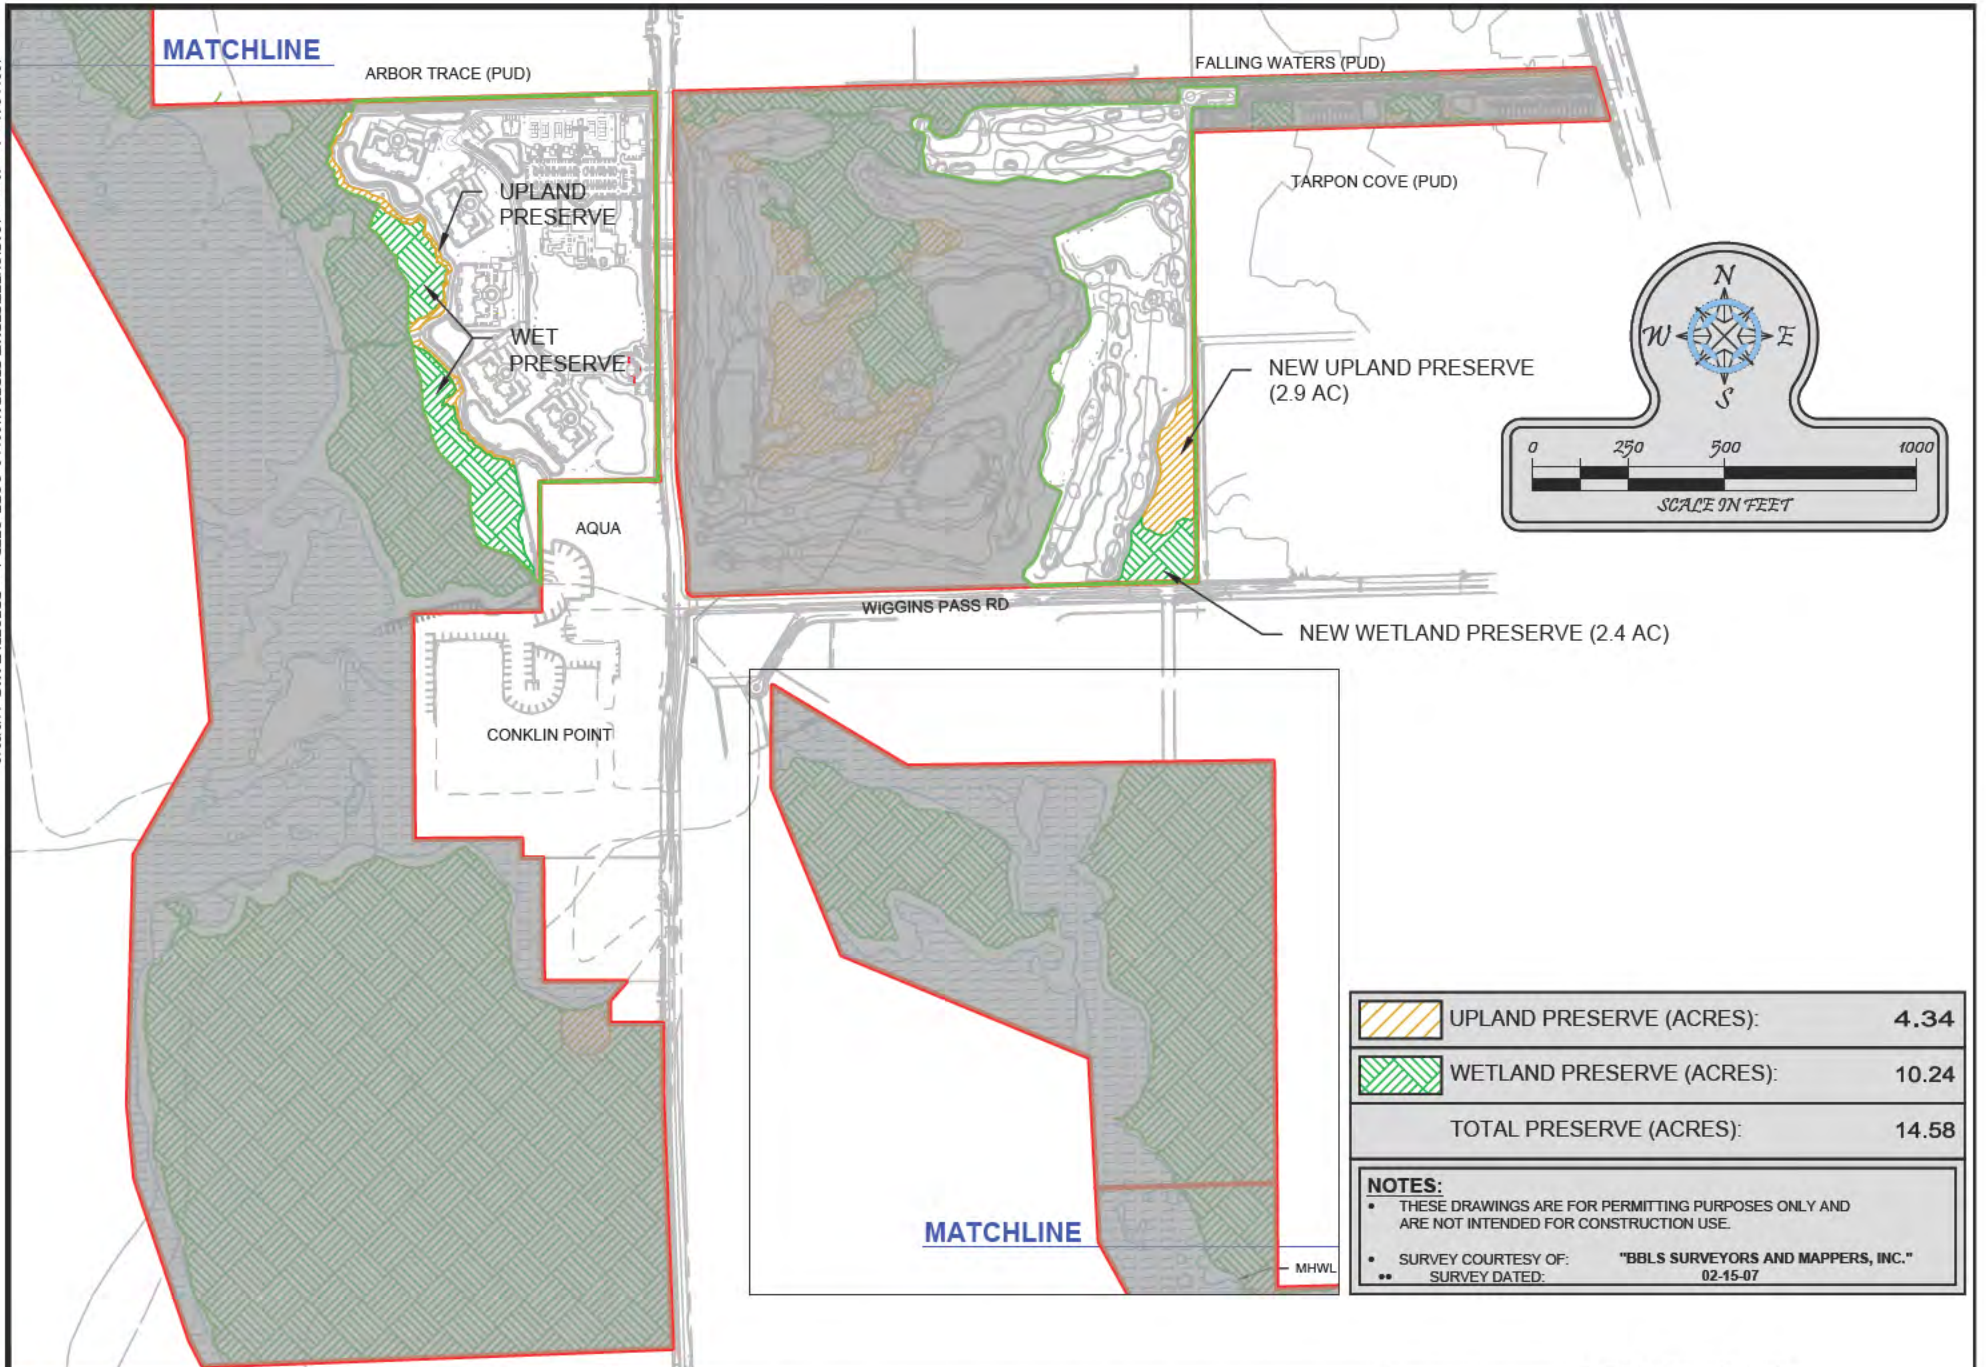 MATCHLINE
ARBOR TRACE (PUD)
FALLING WATERS (PUD)
TARPON COVE (PUD)
UPLAND
PRESERVE
WET
PRESERVE
NEW UPLAND PRESERVE
(2.9 AC)
N
W
E
S
0 250 500 1000
SCALE IN FEET
AQUA
WIGGINS PASS RD
NEW WETLAND PRESERVE (2.4 AC)
CONKLIN POINT
MATCHLINE
MHWL
UPLAND PRESERVE (ACRES): 4.34
WETLAND PRESERVE (ACRES): 10.24
TOTAL PRESERVE (ACRES): 14.58
NOTES:
• THESE DRAWINGS ARE FOR PERMITTING PURPOSES ONLY AND
ARE NOT INTENDED FOR CONSTRUCTION USE.
• SURVEY COURTESY OF: "BBLS SURVEYORS AND MAPPERS, INC."
•• SURVEY DATED: 02-15-07